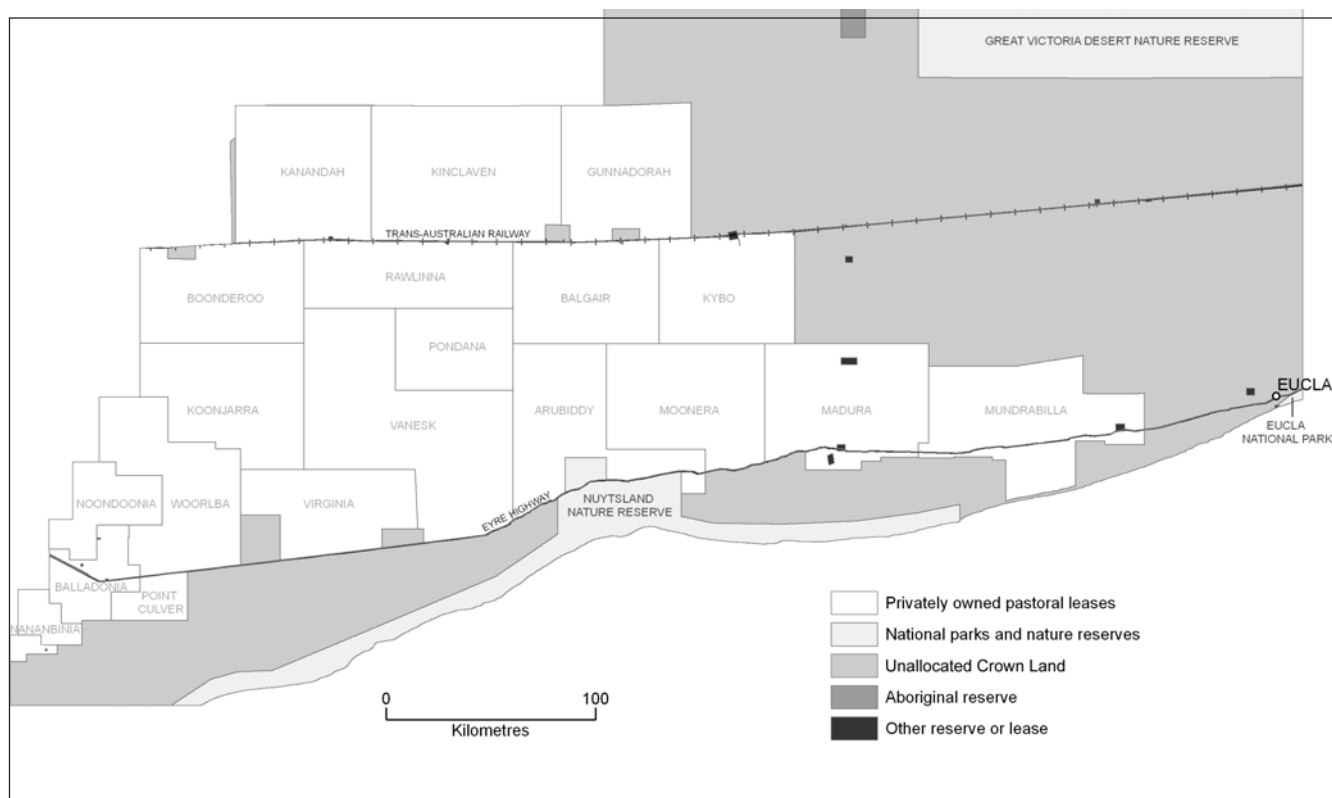 GREAT VICTORIA DESERT NATURE RESERVE
KANANDAH
KINCLAVEN
GUNNADORAH
TRANS-AUSTRALIAN RAILWAY
BOONDEROO
RAWLINNA
BALGAIR
KYBO
PONDANA
KOONJARRA
VANESK
ARUBIDDY
MOONERA
MADURA
MUNDRABILLA
EUCLA
EUCLA
NATIONAL PARK
NOONDOONIA
WOORLBA
VIRGINIA
EYRE HIGHWAY
NUYTSLAND
NATURE RESERVE
BALLADONIA
POINT
CULVER
NANANBINIA
Privately owned pastoral leases
National parks and nature reserves
Unallocated Crown Land
Aboriginal reserve
Other reserve or lease
0
100
Kilometres